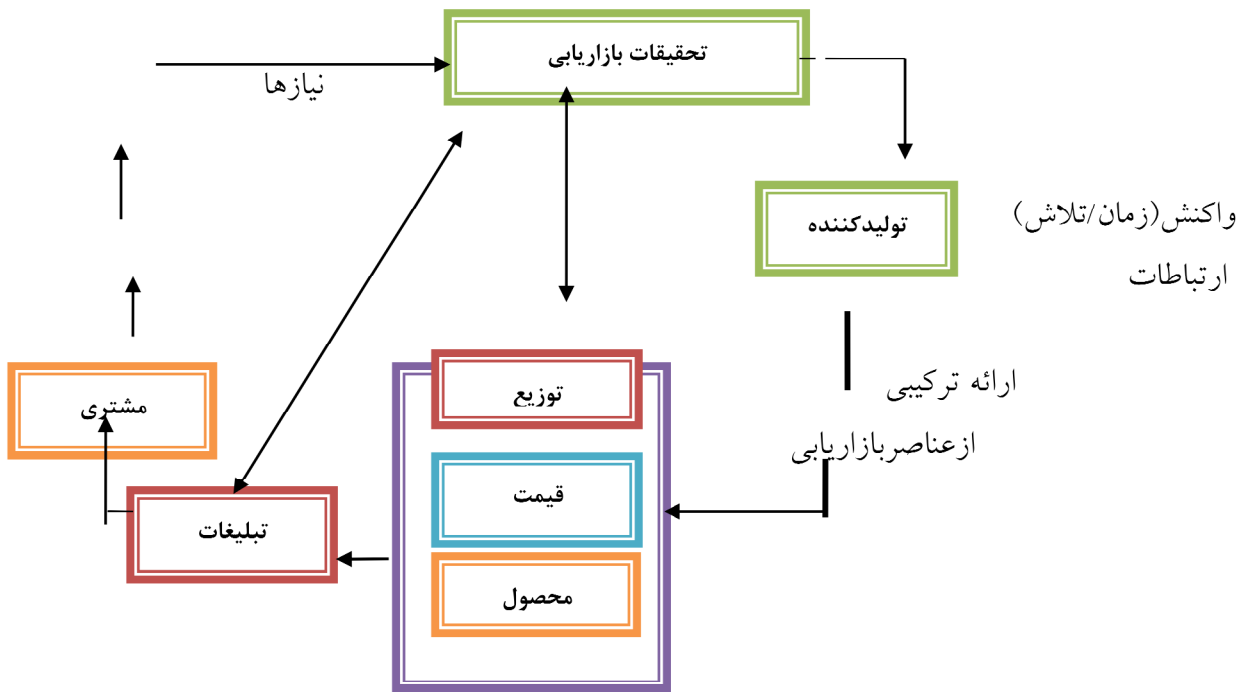 تحقیقات بازاریابی
نیازها
تولیدکننده
واکنش(زمان/تلاش)
ارتباطات
ارائه ترکیبی
ازعناصربازاریابی
توزیع
قیمت
محصول
تبلیغات
مشتری